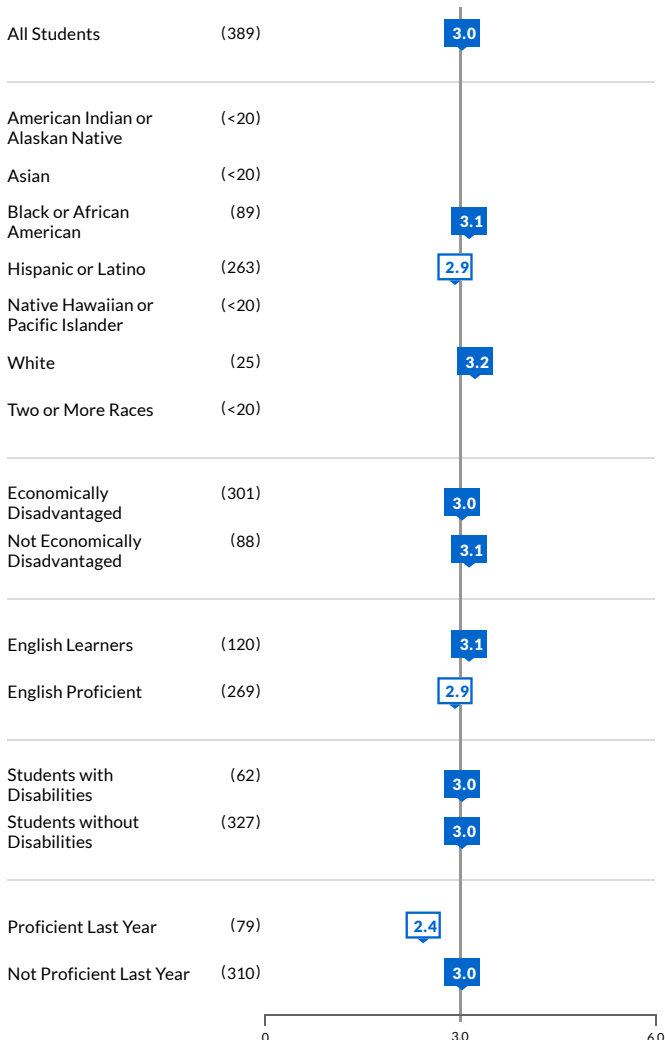 All Students (389) 3.0
American Indian or
Alaskan Native (<20)
Asian (<20)
Black or African
American (89) 3.1
Hispanic or Latino (263) 2.9
Native Hawaiian or
Pacific Islander (<20)
White (25) 3.2
Two or More Races (<20)
Economically
Disadvantaged (301) 3.0
Not Economically
Disadvantaged (88) 3.1
English Learners (120) 3.1
English Proficient (269) 2.9
Students with
Disabilities (62) 3.0
Students without
Disabilities (327) 3.0
Proficient Last Year (79) 2.4
Not Proficient Last Year (310) 3.0
0 3.0 6.0